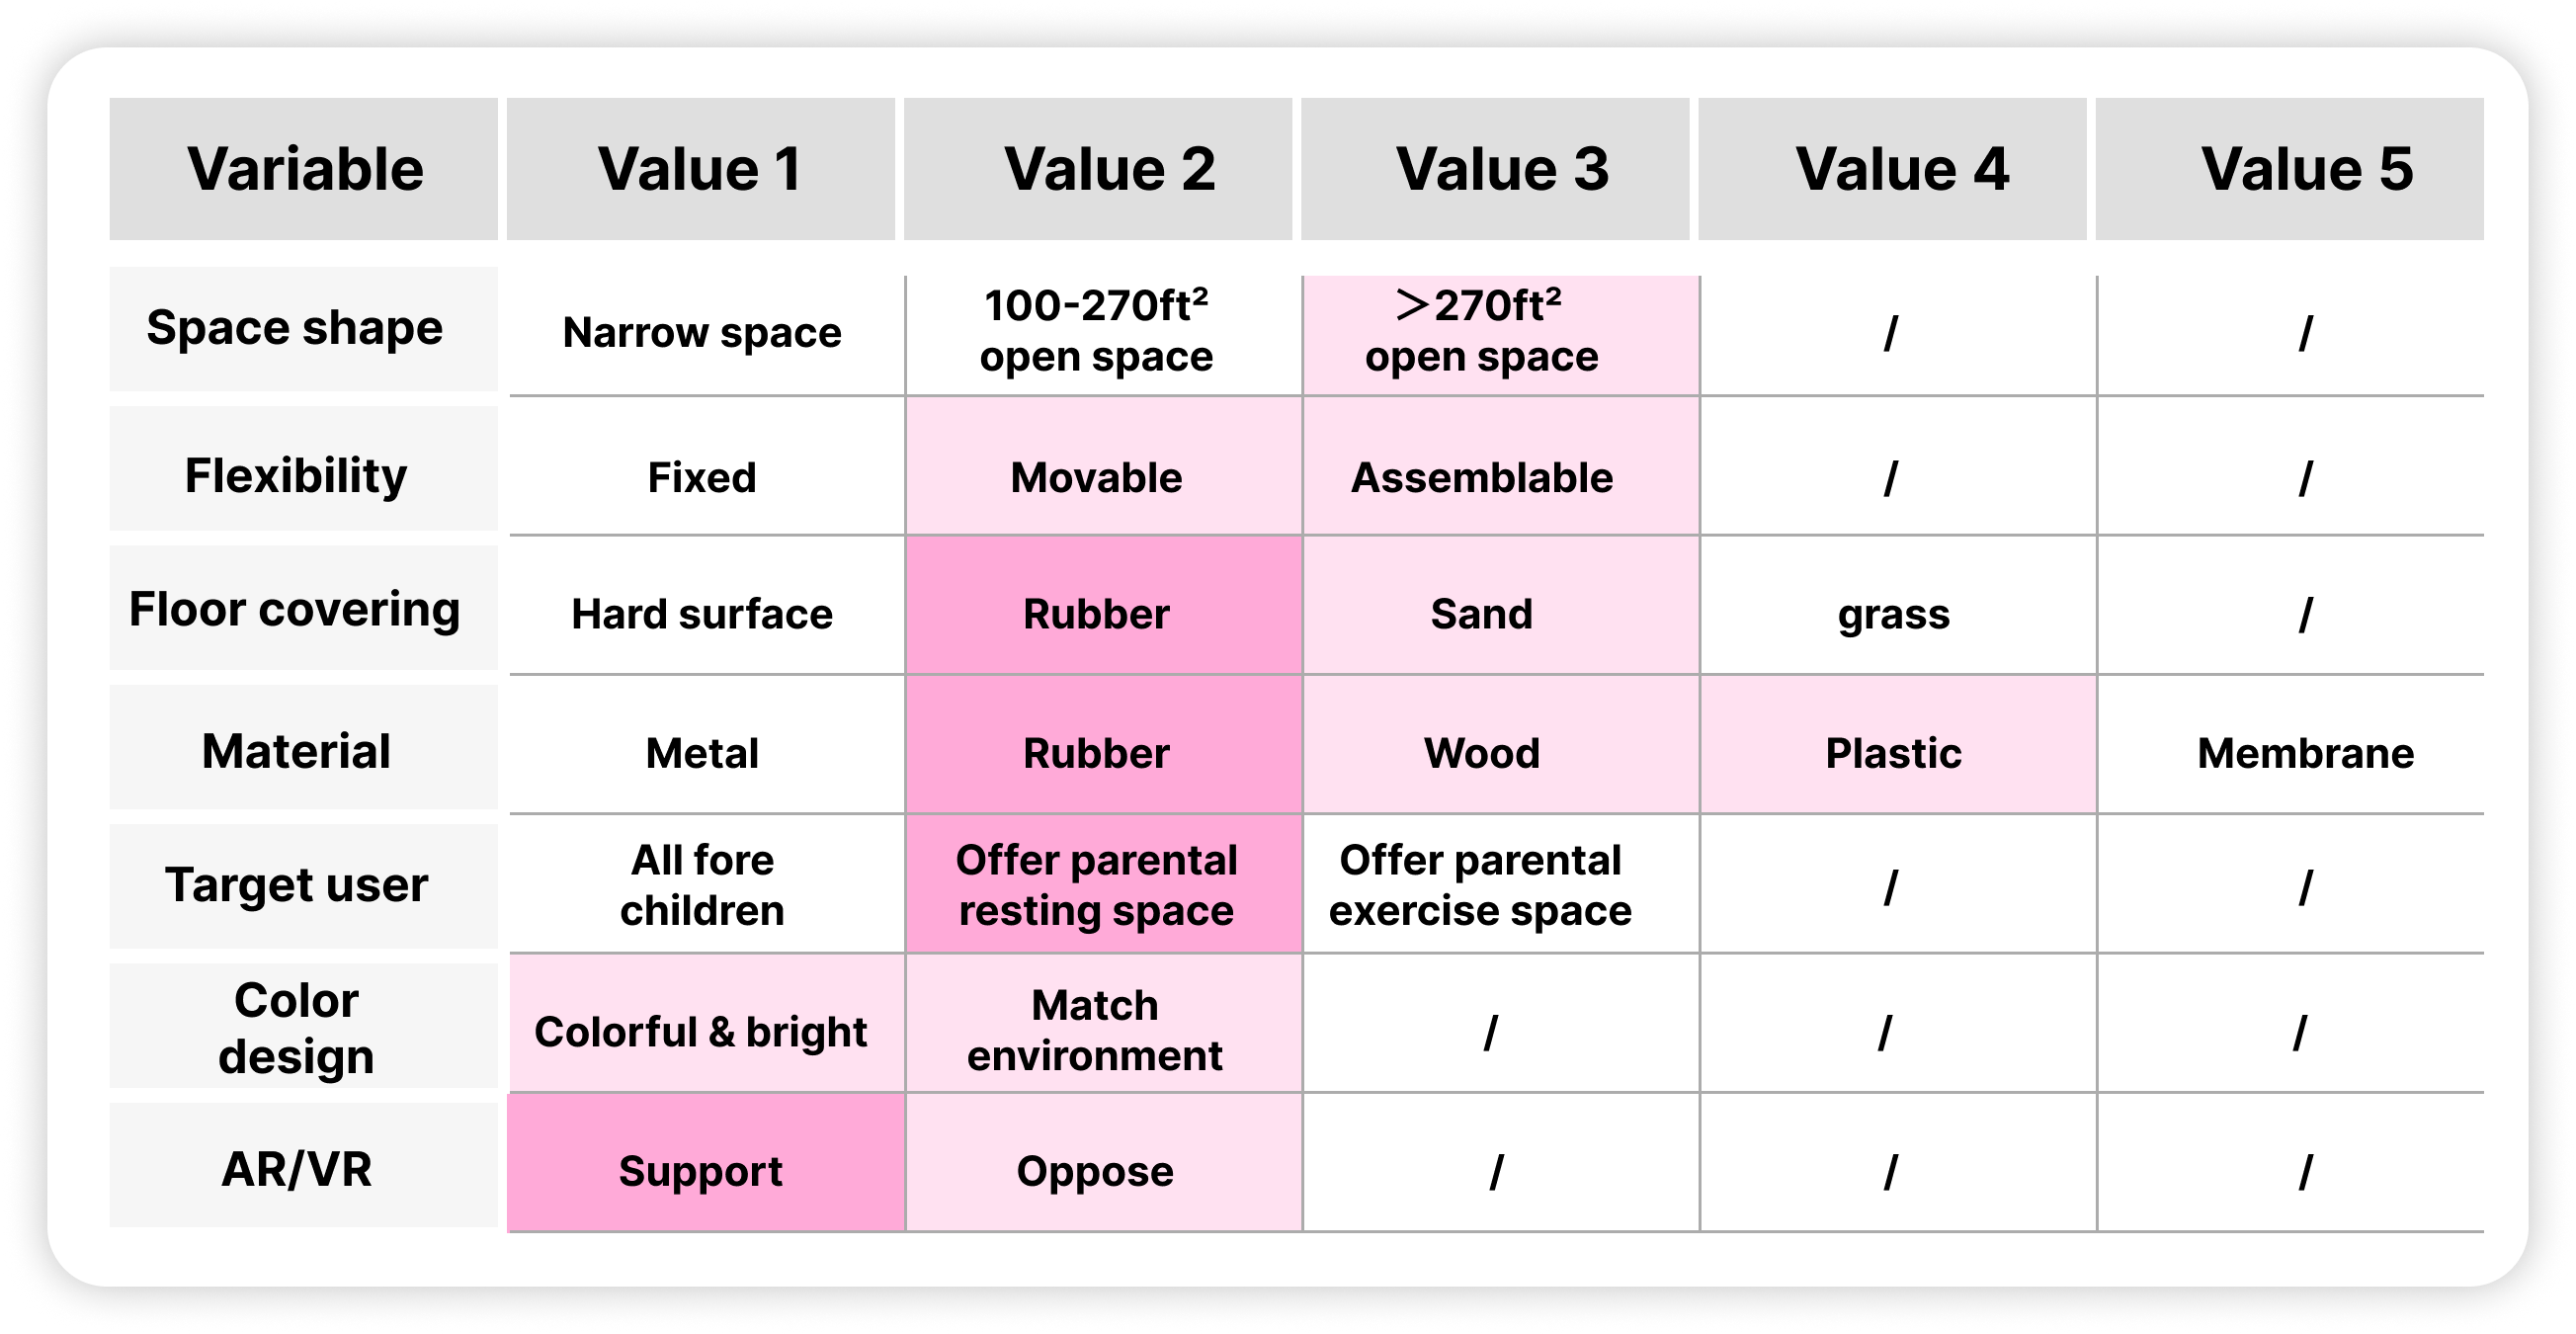 Variable Value 1 Value 2 Value 3 Value 4 Value 5
Space shape Narrow space 100-270ft² open space >270ft² open space / /
Flexibility Fixed Movable Assemblable / /
Floor covering Hard surface Rubber Sand grass /
Material Metal Rubber Wood Plastic Membrane
Target user All fore children Offer parental resting space Offer parental exercise space / /
Color design Colorful & bright Match environment / / /
AR/VR Support Oppose / / /